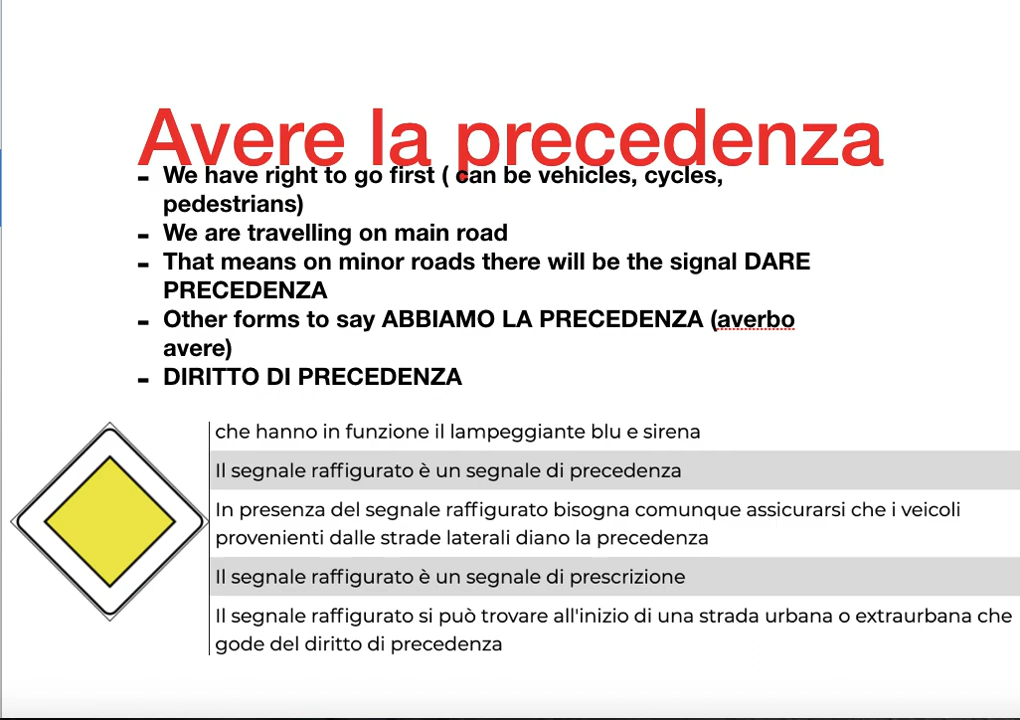 Avere la precedenza
- We have right to go first ( can be vehicles, cycles,
pedestrians)
- We are travelling on main road
- That means on minor roads there will be the signal DARE
PRECEDENZA
- Other forms to say ABBIAMO LA PRECEDENZA (averbo
avere)
- DIRITTO DI PRECEDENZA
che hanno in funzione il lampeggiante blu e sirena
Il segnale raffigurato è un segnale di precedenza
In presenza del segnale raffigurato bisogna comunque assicurarsi che i veicoli
provenienti dalle strade laterali diano la precedenza
Il segnale raffigurato è un segnale di prescrizione
Il segnale raffigurato si può trovare all'inizio di una strada urbana o extraurbana che
gode del diritto di precedenza